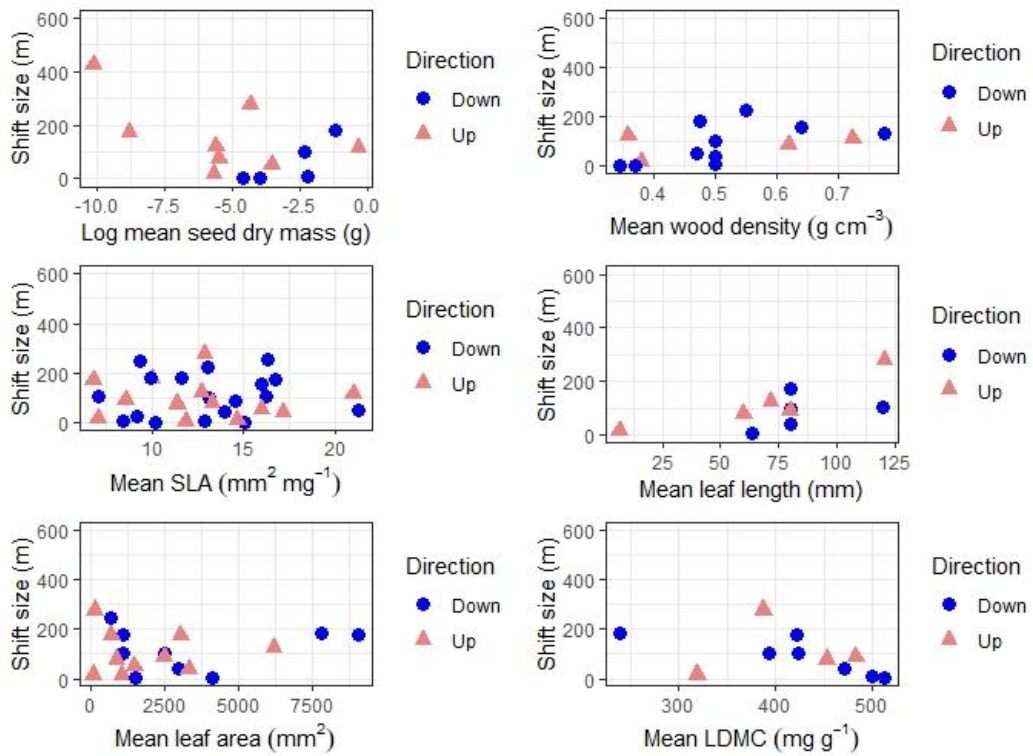 600
400
200
0
Shift size (m)
-10.0 -7.5 -5.0 -2.5 0.0
Log mean seed dry mass (g)
Direction
Down
Up
600
400
200
0
Shift size (m)
0.4 0.5 0.6 0.7
Mean wood density (g cm⁻³)
Direction
Down
Up
600
400
200
0
Shift size (m)
10 15 20
Mean SLA (mm² mg⁻¹)
Direction
Down
Up
600
400
200
0
Shift size (m)
25 50 75 100 125
Mean leaf length (mm)
Direction
Down
Up
600
400
200
0
Shift size (m)
0 2500 5000 7500
Mean leaf area (mm²)
Direction
Down
Up
600
400
200
0
Shift size (m)
300 400 500
Mean LDMC (mg g⁻¹)
Direction
Down
Up